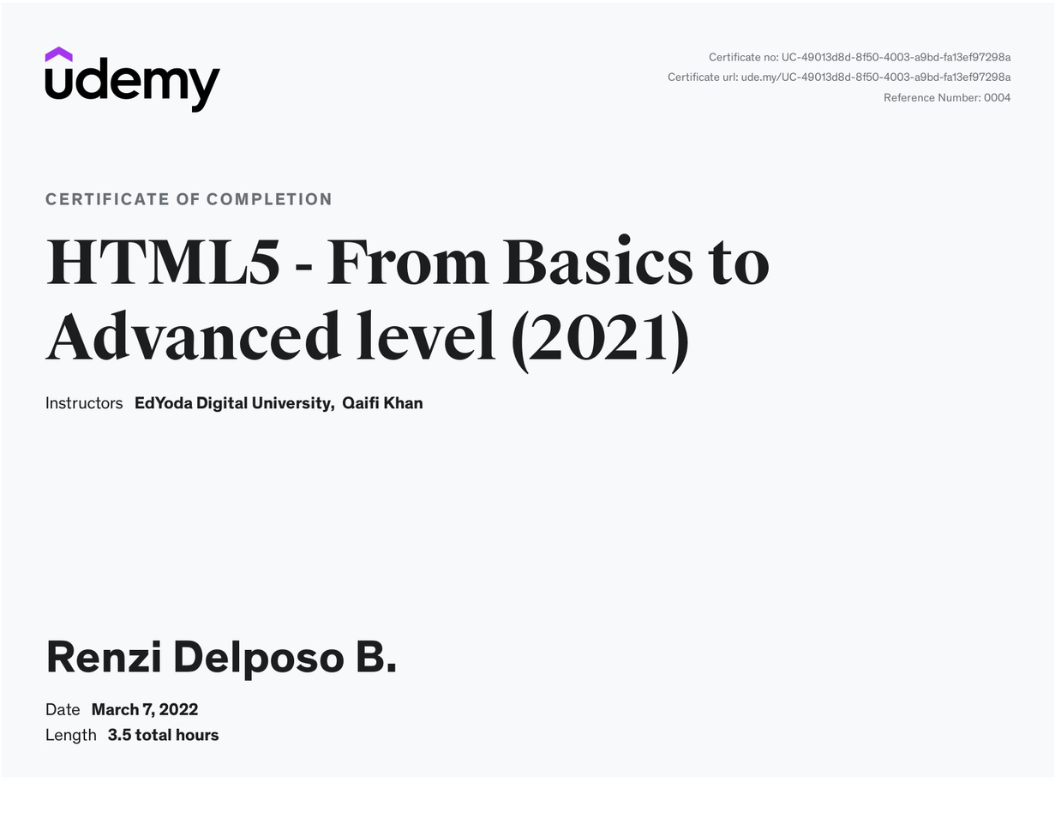 udemy
Certificate no: UC-49013d8d-8f50-4003-a9bd-fa13ef97298a
Certificate url: ude.my/UC-49013d8d-8f50-4003-a9bd-fa13ef97298a
Reference Number: 0004
CERTIFICATE OF COMPLETION
HTML5 - From Basics to
Advanced level (2021)
Instructors EdYoda Digital University, Qaifi Khan
Renzi Delposo B.
Date March 7, 2022
Length 3.5 total hours